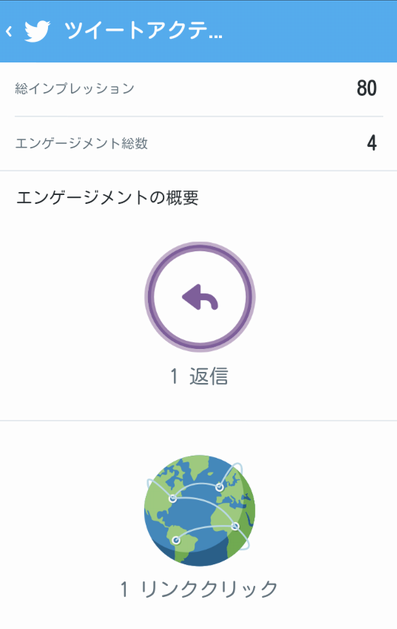 ツイートアクテ...
総インプレッション 80
エンゲージメント総数 4
エンゲージメントの概要
1 返信
1 リンククリック